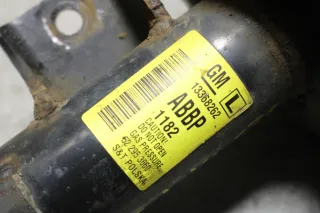 GM L
13368262
ABBP
1182
CAUTION!
DO NOT OPEN
GAS PRESSURE
S&T POLSKA